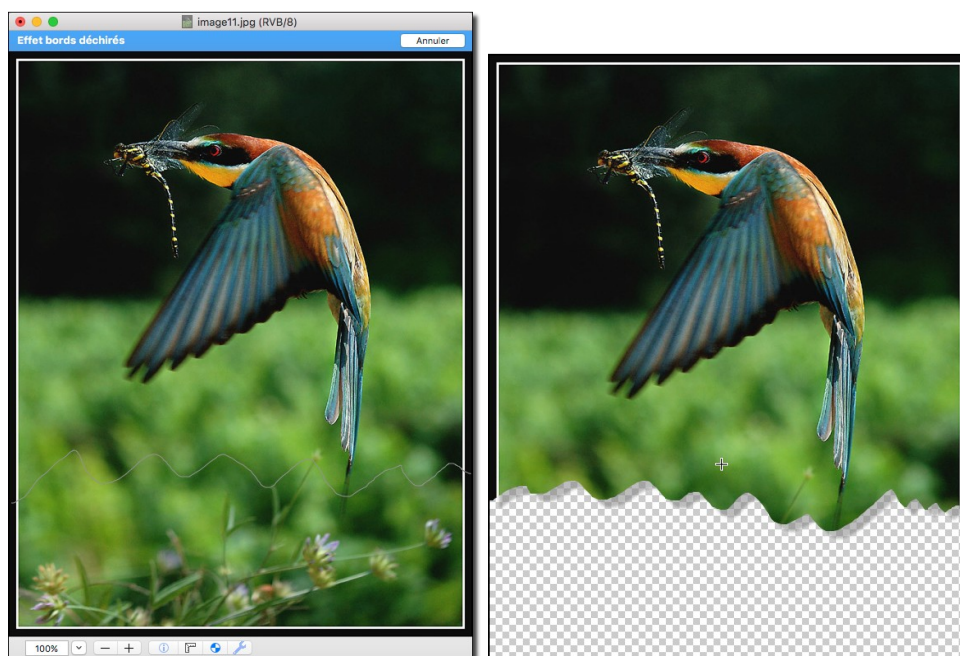 image11.jpg (RVB/8)
Effet bords déchirés
Annuler
100%